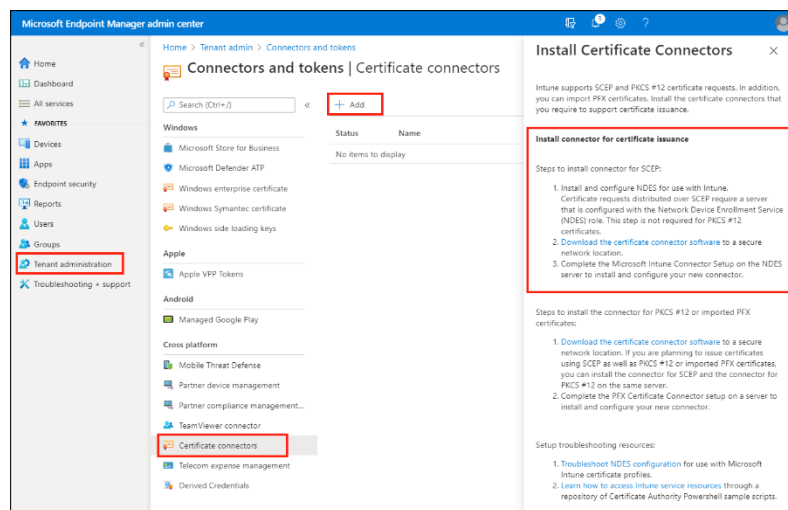 Microsoft Endpoint Manager admin center
1
?
«
Home
Dashboard
All services
FAVORITES
Devices
Apps
Endpoint security
Reports
Users
Groups
Tenant administration
Troubleshooting + support
Home > Tenant admin > Connectors and tokens
Connectors and tokens | Certificate connectors
Search (Ctrl+/)
«
Windows
Microsoft Store for Business
Microsoft Defender ATP
Windows enterprise certificate
Windows Symantec certificate
Windows side loading keys
Apple
Apple VPP Tokens
Android
Managed Google Play
Cross platform
Mobile Threat Defense
Partner device management
Partner compliance management...
TeamViewer connector
Certificate connectors
Telecom expense management
Derived Credentials
+ Add
Status Name
No items to display
Install Certificate Connectors ×
Intune supports SCEP and PKCS #12 certificate requests. In addition,
you can import PFX certificates. Install the certificate connectors that
you require to support certificate issuance.
Install connector for certificate issuance
Steps to install connector for SCEP:
1. Install and configure NDES for use with Intune.
Certificate requests distributed over SCEP require a server
that is configured with the Network Device Enrollment Service
(NDES) role. This step is not required for PKCS #12
certificates.
2. Download the certificate connector software to a secure
network location.
3. Complete the Microsoft Intune Connector Setup on the NDES
server to install and configure your new connector.
Steps to install the connector for PKCS #12 or imported PFX
certificates:
1. Download the certificate connector software to a secure
network location. If you are planning to issue certificates
using SCEP as well as PKCS #12 or imported PFX certificates,
you can install the connector for SCEP and the connector for
PKCS #12 on the same server.
2. Complete the PFX Certificate Connector setup on a server to
install and configure your new connector.
Setup troubleshooting resources:
1. Troubleshoot NDES configuration for use with Microsoft
Intune certificate profiles.
2. Learn how to access Intune service resources through a
repository of Certificate Authority Powershell sample scripts.